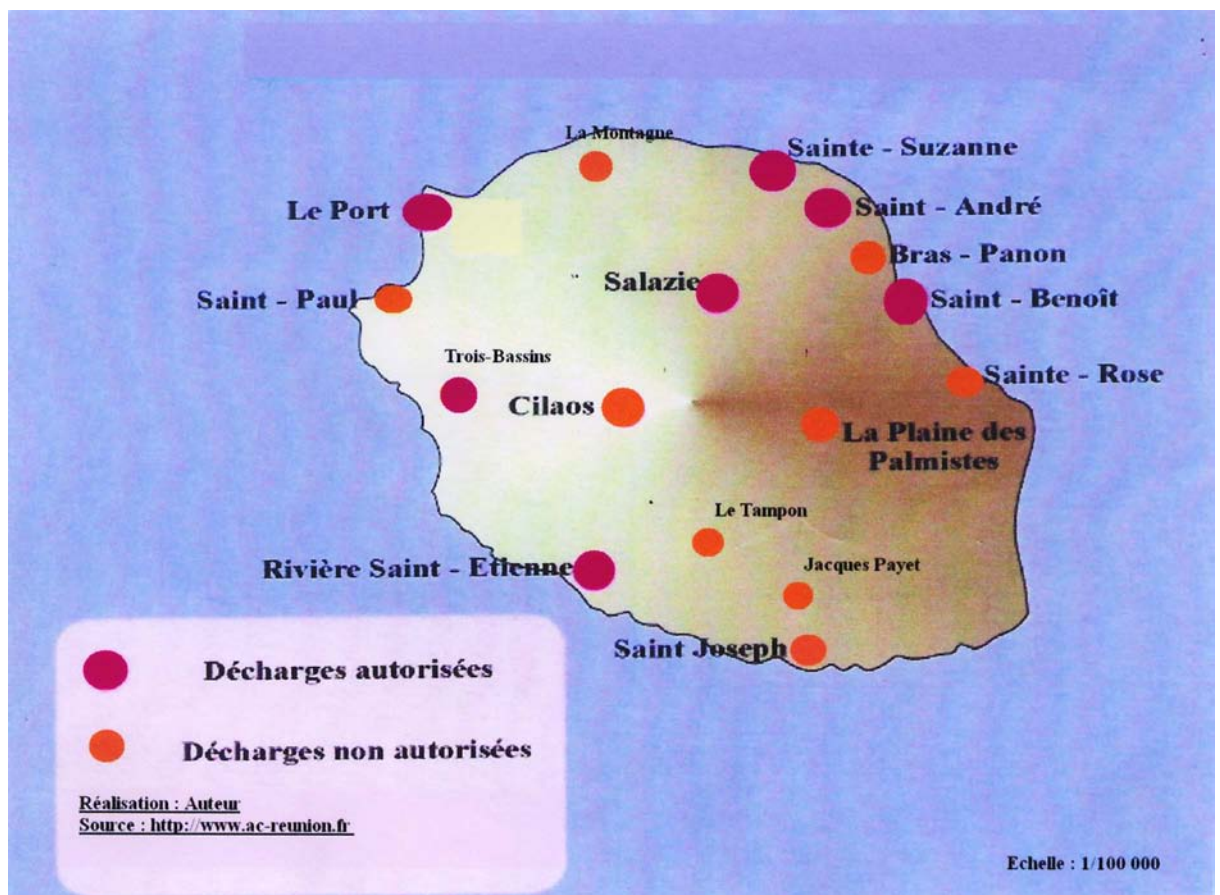 La Montagne
Sainte - Suzanne
Le Port
Saint - André
Bras - Panon
Salazie
Saint - Paul
Saint - Benoît
Trois-Bassins
Sainte - Rose
Cilaos
La Plaine des
Palmistes
Le Tampon
Rivière Saint - Etienne
Jacques Payet
Saint Joseph
Décharges autorisées
Décharges non autorisées
Réalisation : Auteur
Source : http://www.ac-reunion.fr
Echelle : 1/100 000